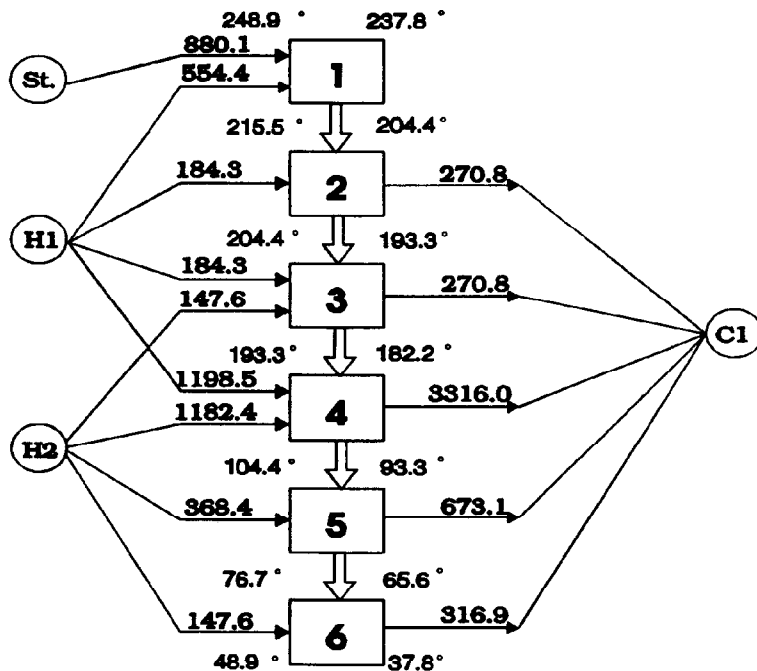 248.9 ° 237.8 °
880.1
St.
554.4
1
215.5 ° 204.4 °
184.3 2 270.8
H1
204.4 ° 193.3 °
184.3
147.6 3 270.8
C1
193.3 ° 182.2 °
1198.5
1182.4 4 3316.0
H2
104.4 ° 93.3 °
368.4 5 673.1
76.7 ° 65.6 °
147.6 6 316.9
48.9 ° 37.8 °